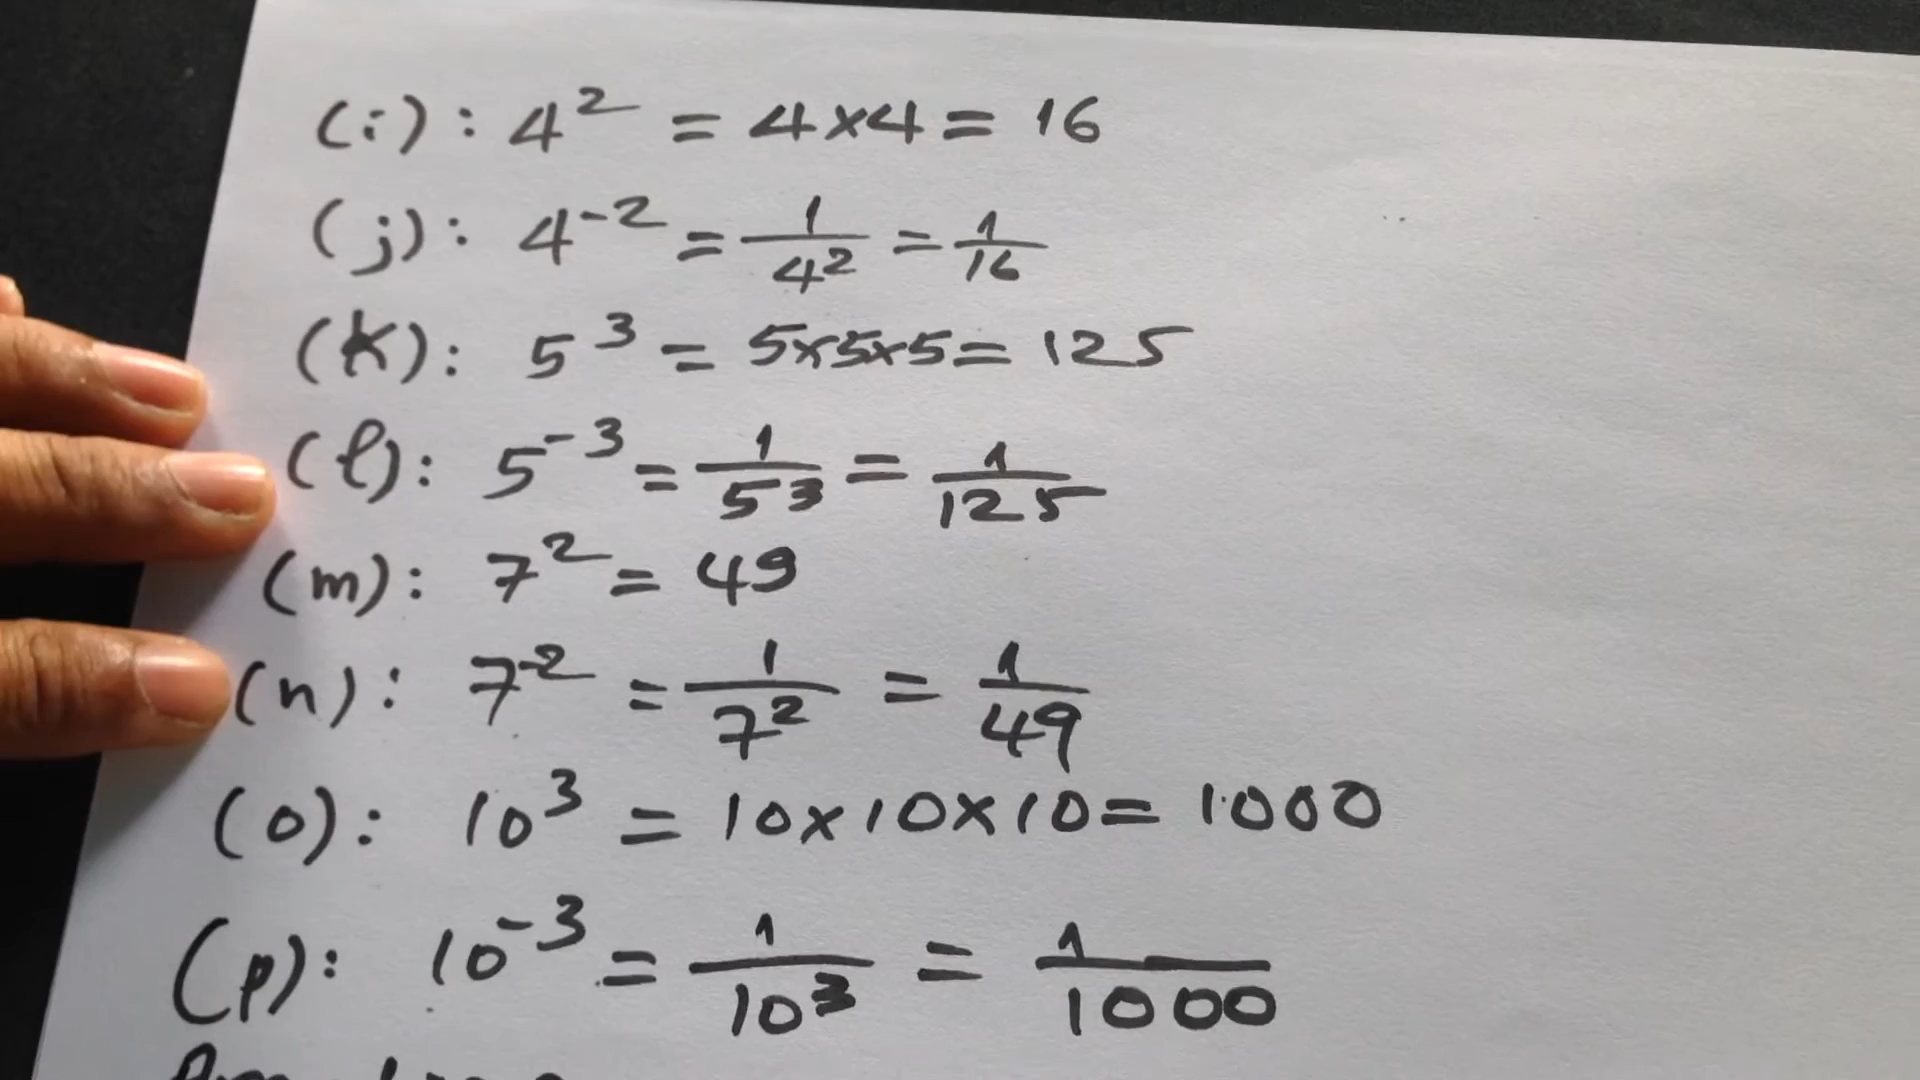 (i): 4² = 4×4 = 16
(j): 4⁻² = 1/4² = 1/16
(k): 5³ = 5×5×5 = 125
(l): 5⁻³ = 1/5³ = 1/125
(m): 7² = 49
(n): 7⁻² = 1/7² = 1/49
(o): 10³ = 10×10×10 = 1000
(p): 10⁻³ = 1/10³ = 1/1000